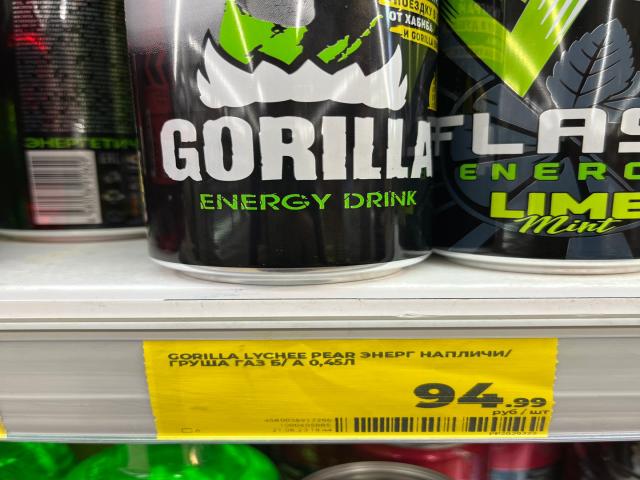 ПОЕЗДКУ
ОТ ХАБИБА
И GORILLA
GORILLA
ENERGY DRINK
ЭНЕРГЕТИЧ
FLAS
ENERG
LIME
Mint
GORILLA LYCHEE PEAR ЭНЕРГ НАПЛИЧИ/
ГРУША ГАЗ Б/ А 0,45Л
94.99
руб / шт